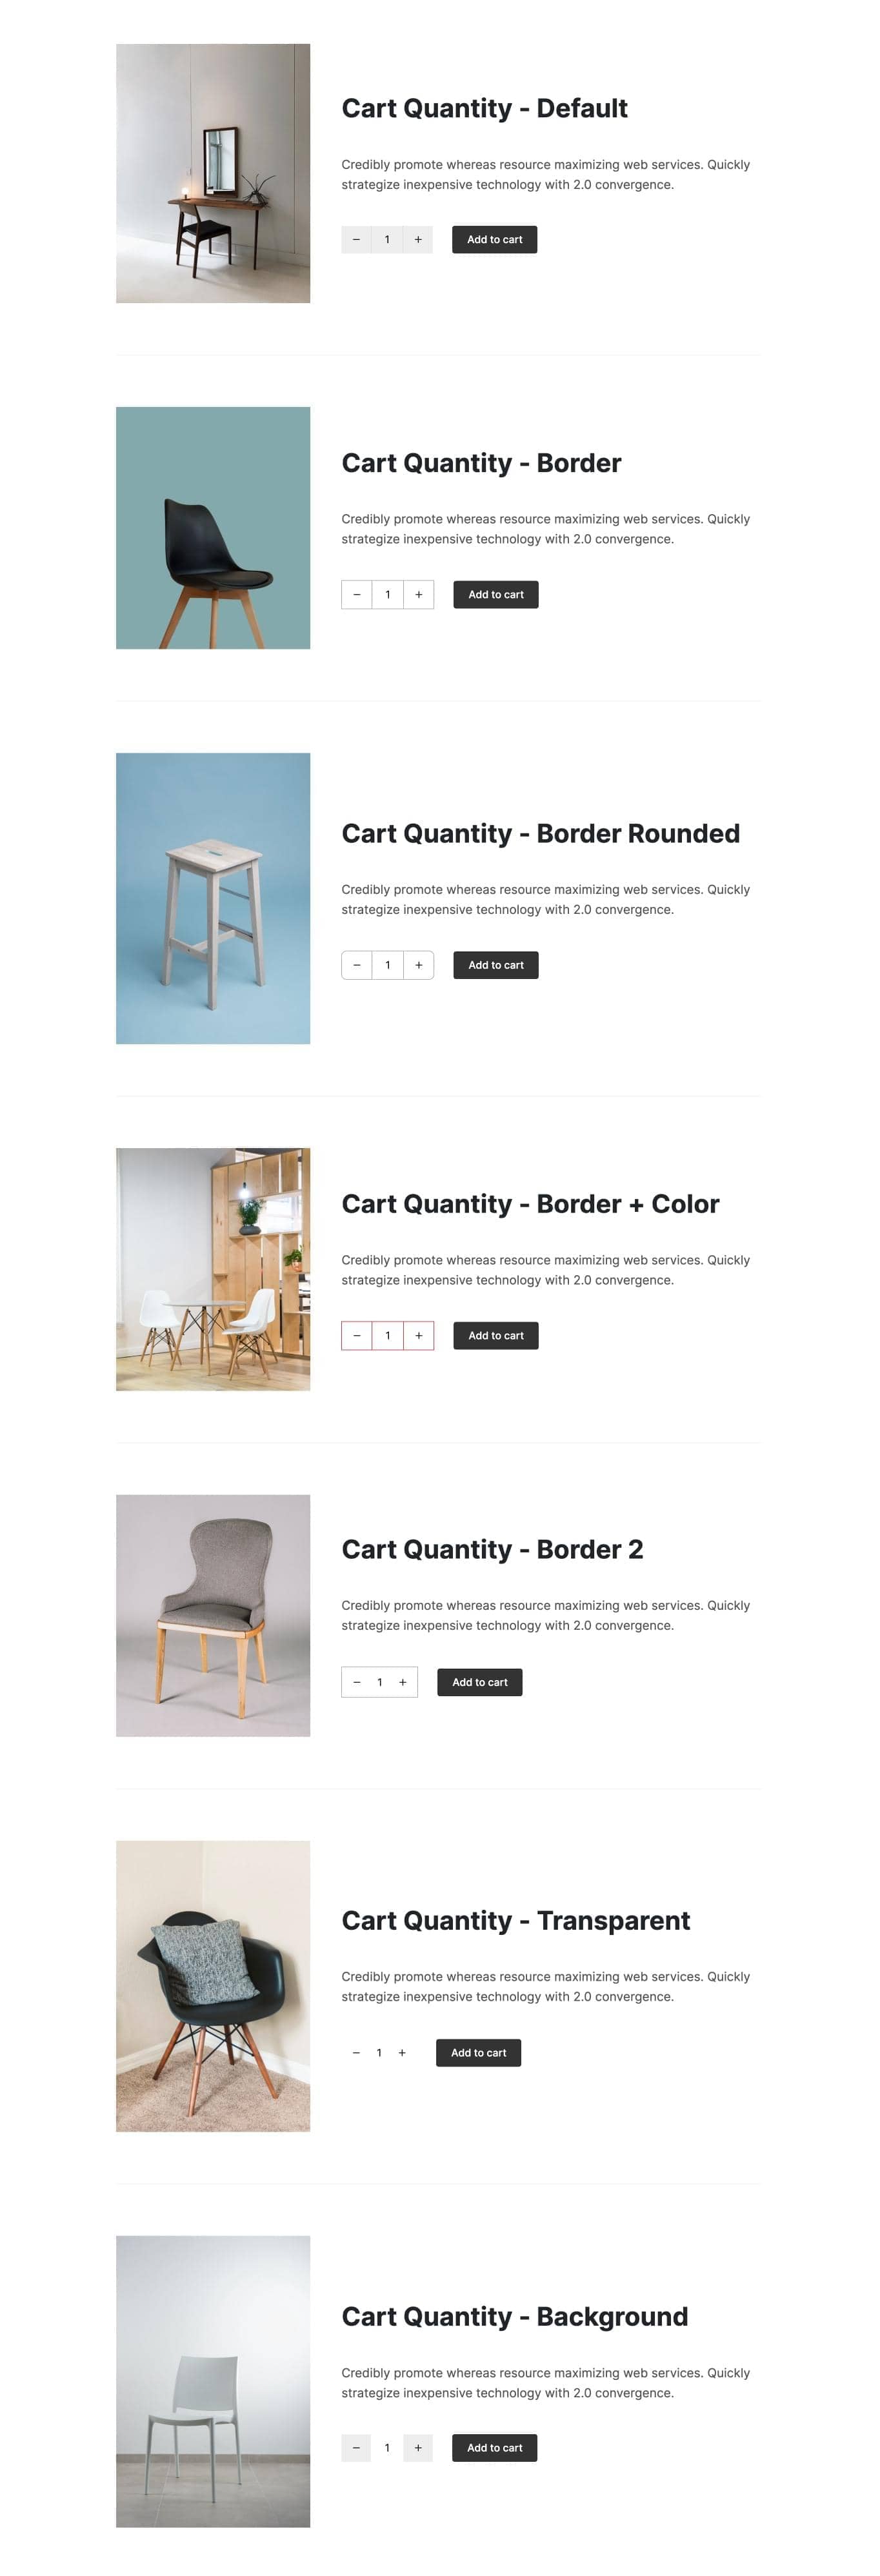 Cart Quantity - Default
Credibly promote whereas resource maximizing web services. Quickly
strategize inexpensive technology with 2.0 convergence.
− 1 + Add to cart
Cart Quantity - Border
Credibly promote whereas resource maximizing web services. Quickly
strategize inexpensive technology with 2.0 convergence.
− 1 + Add to cart
Cart Quantity - Border Rounded
Credibly promote whereas resource maximizing web services. Quickly
strategize inexpensive technology with 2.0 convergence.
− 1 + Add to cart
Cart Quantity - Border + Color
Credibly promote whereas resource maximizing web services. Quickly
strategize inexpensive technology with 2.0 convergence.
− 1 + Add to cart
Cart Quantity - Border 2
Credibly promote whereas resource maximizing web services. Quickly
strategize inexpensive technology with 2.0 convergence.
− 1 + Add to cart
Cart Quantity - Transparent
Credibly promote whereas resource maximizing web services. Quickly
strategize inexpensive technology with 2.0 convergence.
− 1 + Add to cart
Cart Quantity - Background
Credibly promote whereas resource maximizing web services. Quickly
strategize inexpensive technology with 2.0 convergence.
− 1 + Add to cart